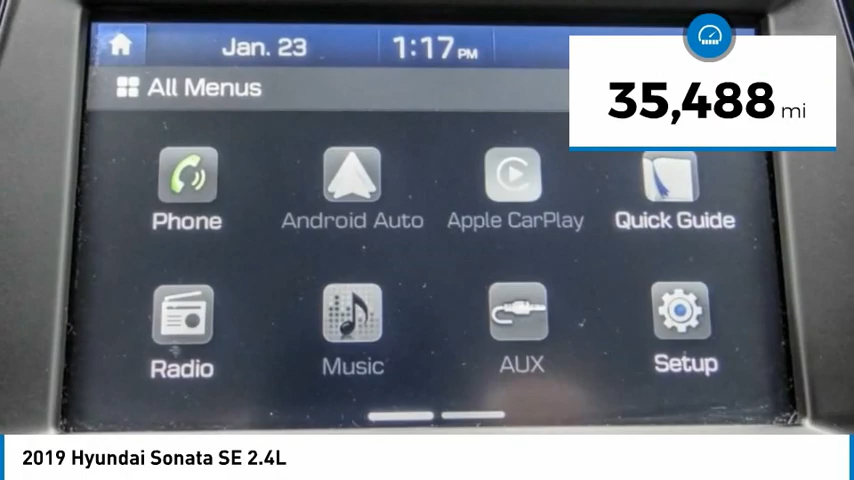 Jan. 23 1:17 PM
All Menus
35,488 mi
Phone Android Auto Apple CarPlay Quick Guide
Radio Music AUX Setup
2019 Hyundai Sonata SE 2.4L